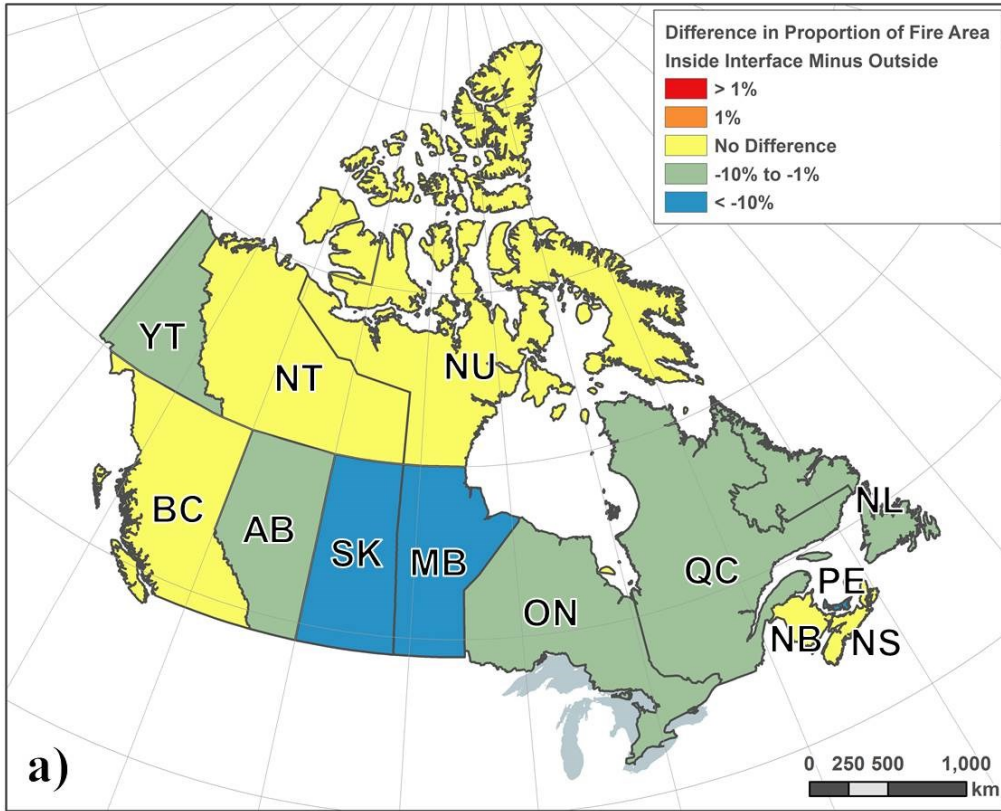 Difference in Proportion of Fire Area
Inside Interface Minus Outside
> 1%
1%
No Difference
-10% to -1%
< -10%
YT
NT
NU
BC
AB
SK
MB
ON
QC
NL
PE
NB
NS
a)
0 250 500 1,000
km